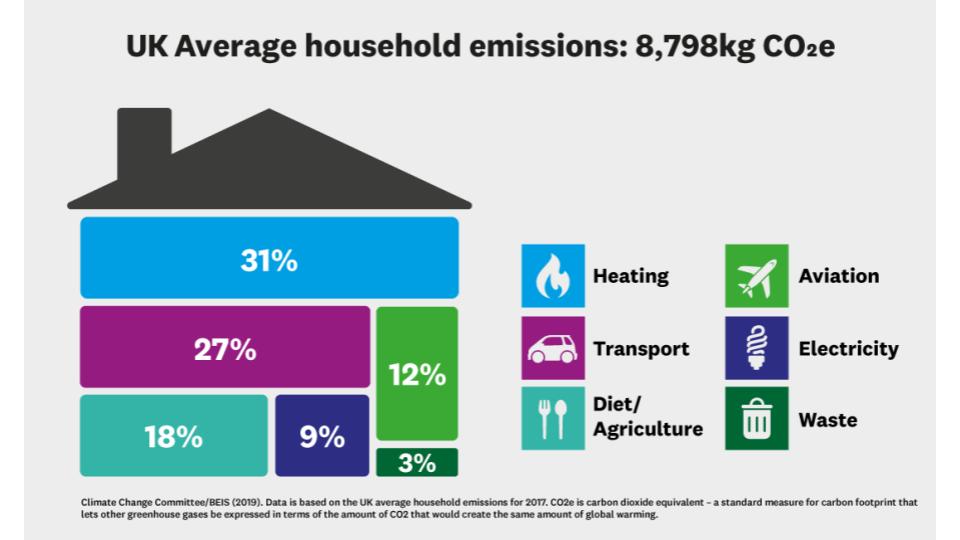 UK Average household emissions: 8,798kg CO₂e
31%
27%
12%
18%
9%
3%
Heating
Aviation
Transport
Electricity
Diet/
Agriculture
Waste
Climate Change Committee/BEIS (2019). Data is based on the UK average household emissions for 2017. CO2e is carbon dioxide equivalent – a standard measure for carbon footprint that
lets other greenhouse gases be expressed in terms of the amount of CO2 that would create the same amount of global warming.